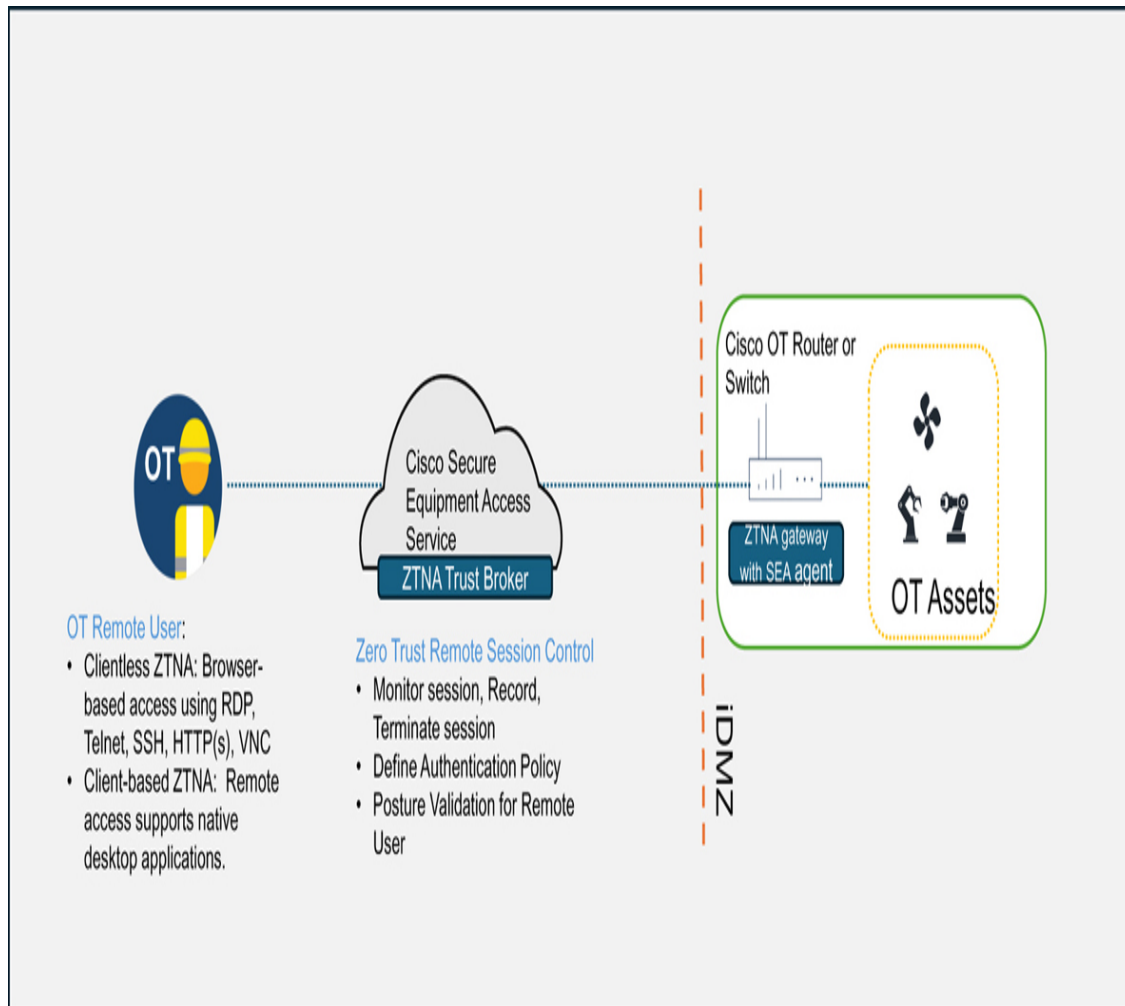 Cisco OT Router or
Switch
OT
Cisco Secure
Equipment Access
Service
ZTNA Trust Broker
ZTNA gateway
with SEA agent
OT Assets
OT Remote User:
• Clientless ZTNA: Browser-
based access using RDP,
Telnet, SSH, HTTP(s), VNC
• Client-based ZTNA: Remote
access supports native
desktop applications.
Zero Trust Remote Session Control
• Monitor session, Record,
Terminate session
• Define Authentication Policy
• Posture Validation for Remote
User
iDMZ